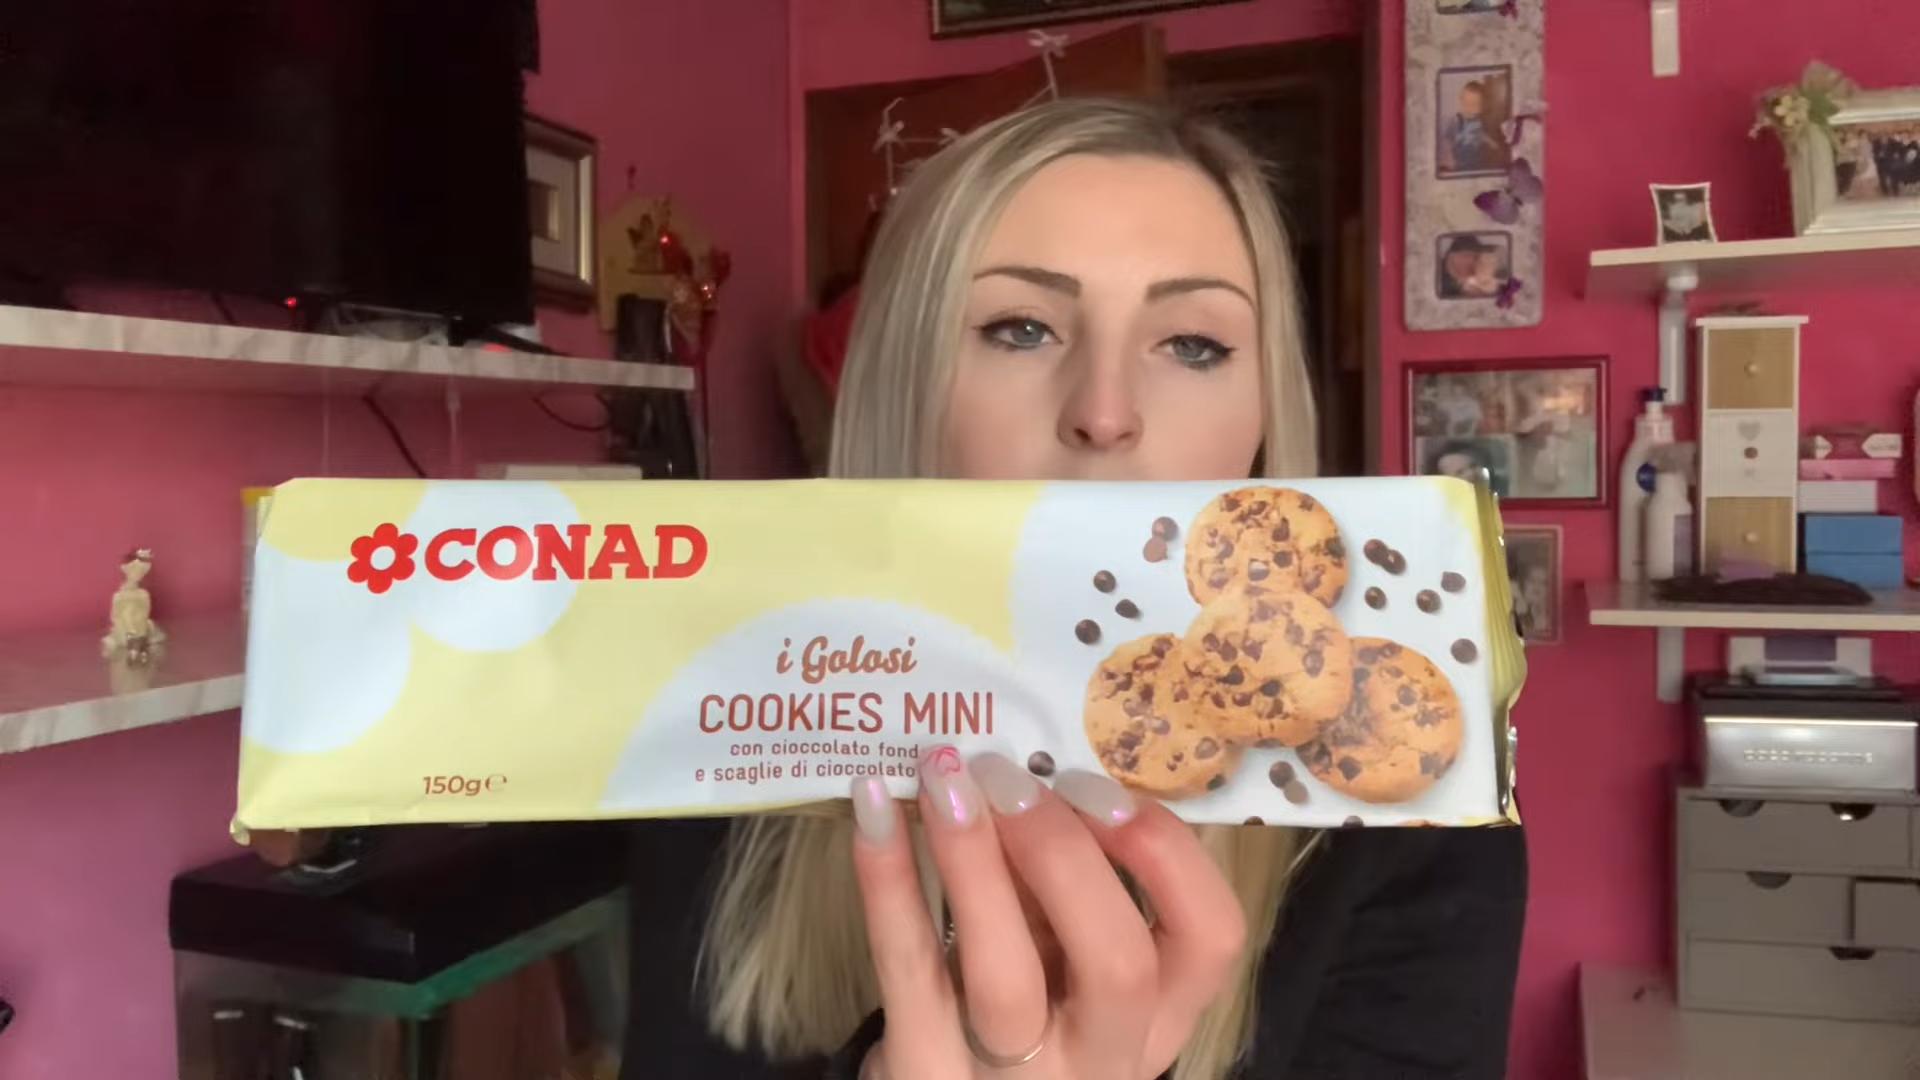 CONAD
i Golosi
COOKIES MINI
con cioccolato fond
e scaglie di cioccolato
150g e